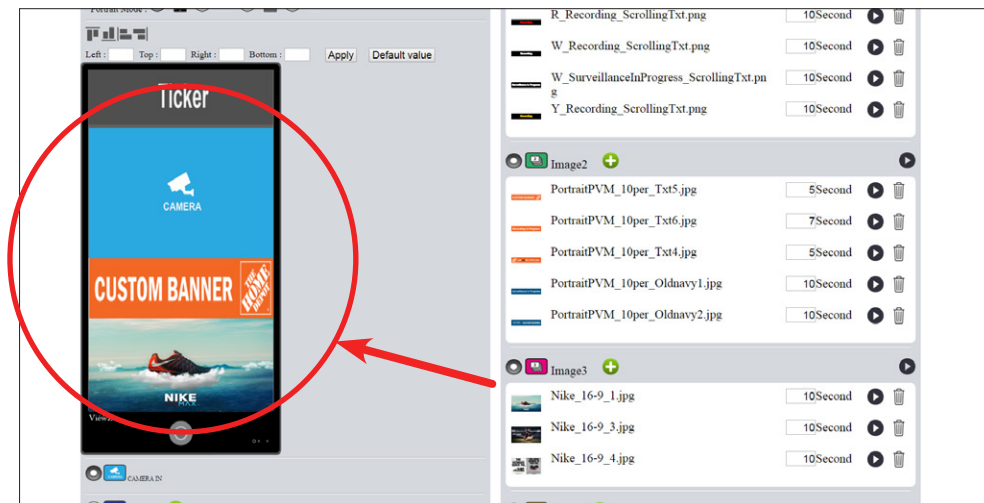 Portrait Mode :
Left : Top : Right : Bottom : Apply Default value
Ticker
CAMERA
CUSTOM BANNER
THE
HOME
DEPOT
NIKE
CAMERA
CAMERA IN
R_Recording_ScrollingTxt.png 10Second
W_Recording_ScrollingTxt.png 10Second
W_SurveillanceInProgress_ScrollingTxt.pn
g 10Second
Y_Recording_ScrollingTxt.png 10Second
Image2
PortraitPVM_10per_Txt5.jpg 5Second
PortraitPVM_10per_Txt6.jpg 7Second
PortraitPVM_10per_Txt4.jpg 5Second
PortraitPVM_10per_Oldnavy1.jpg 10Second
PortraitPVM_10per_Oldnavy2.jpg 10Second
Image3
Nike_16-9_1.jpg 10Second
Nike_16-9_3.jpg 10Second
Nike_16-9_4.jpg 10Second